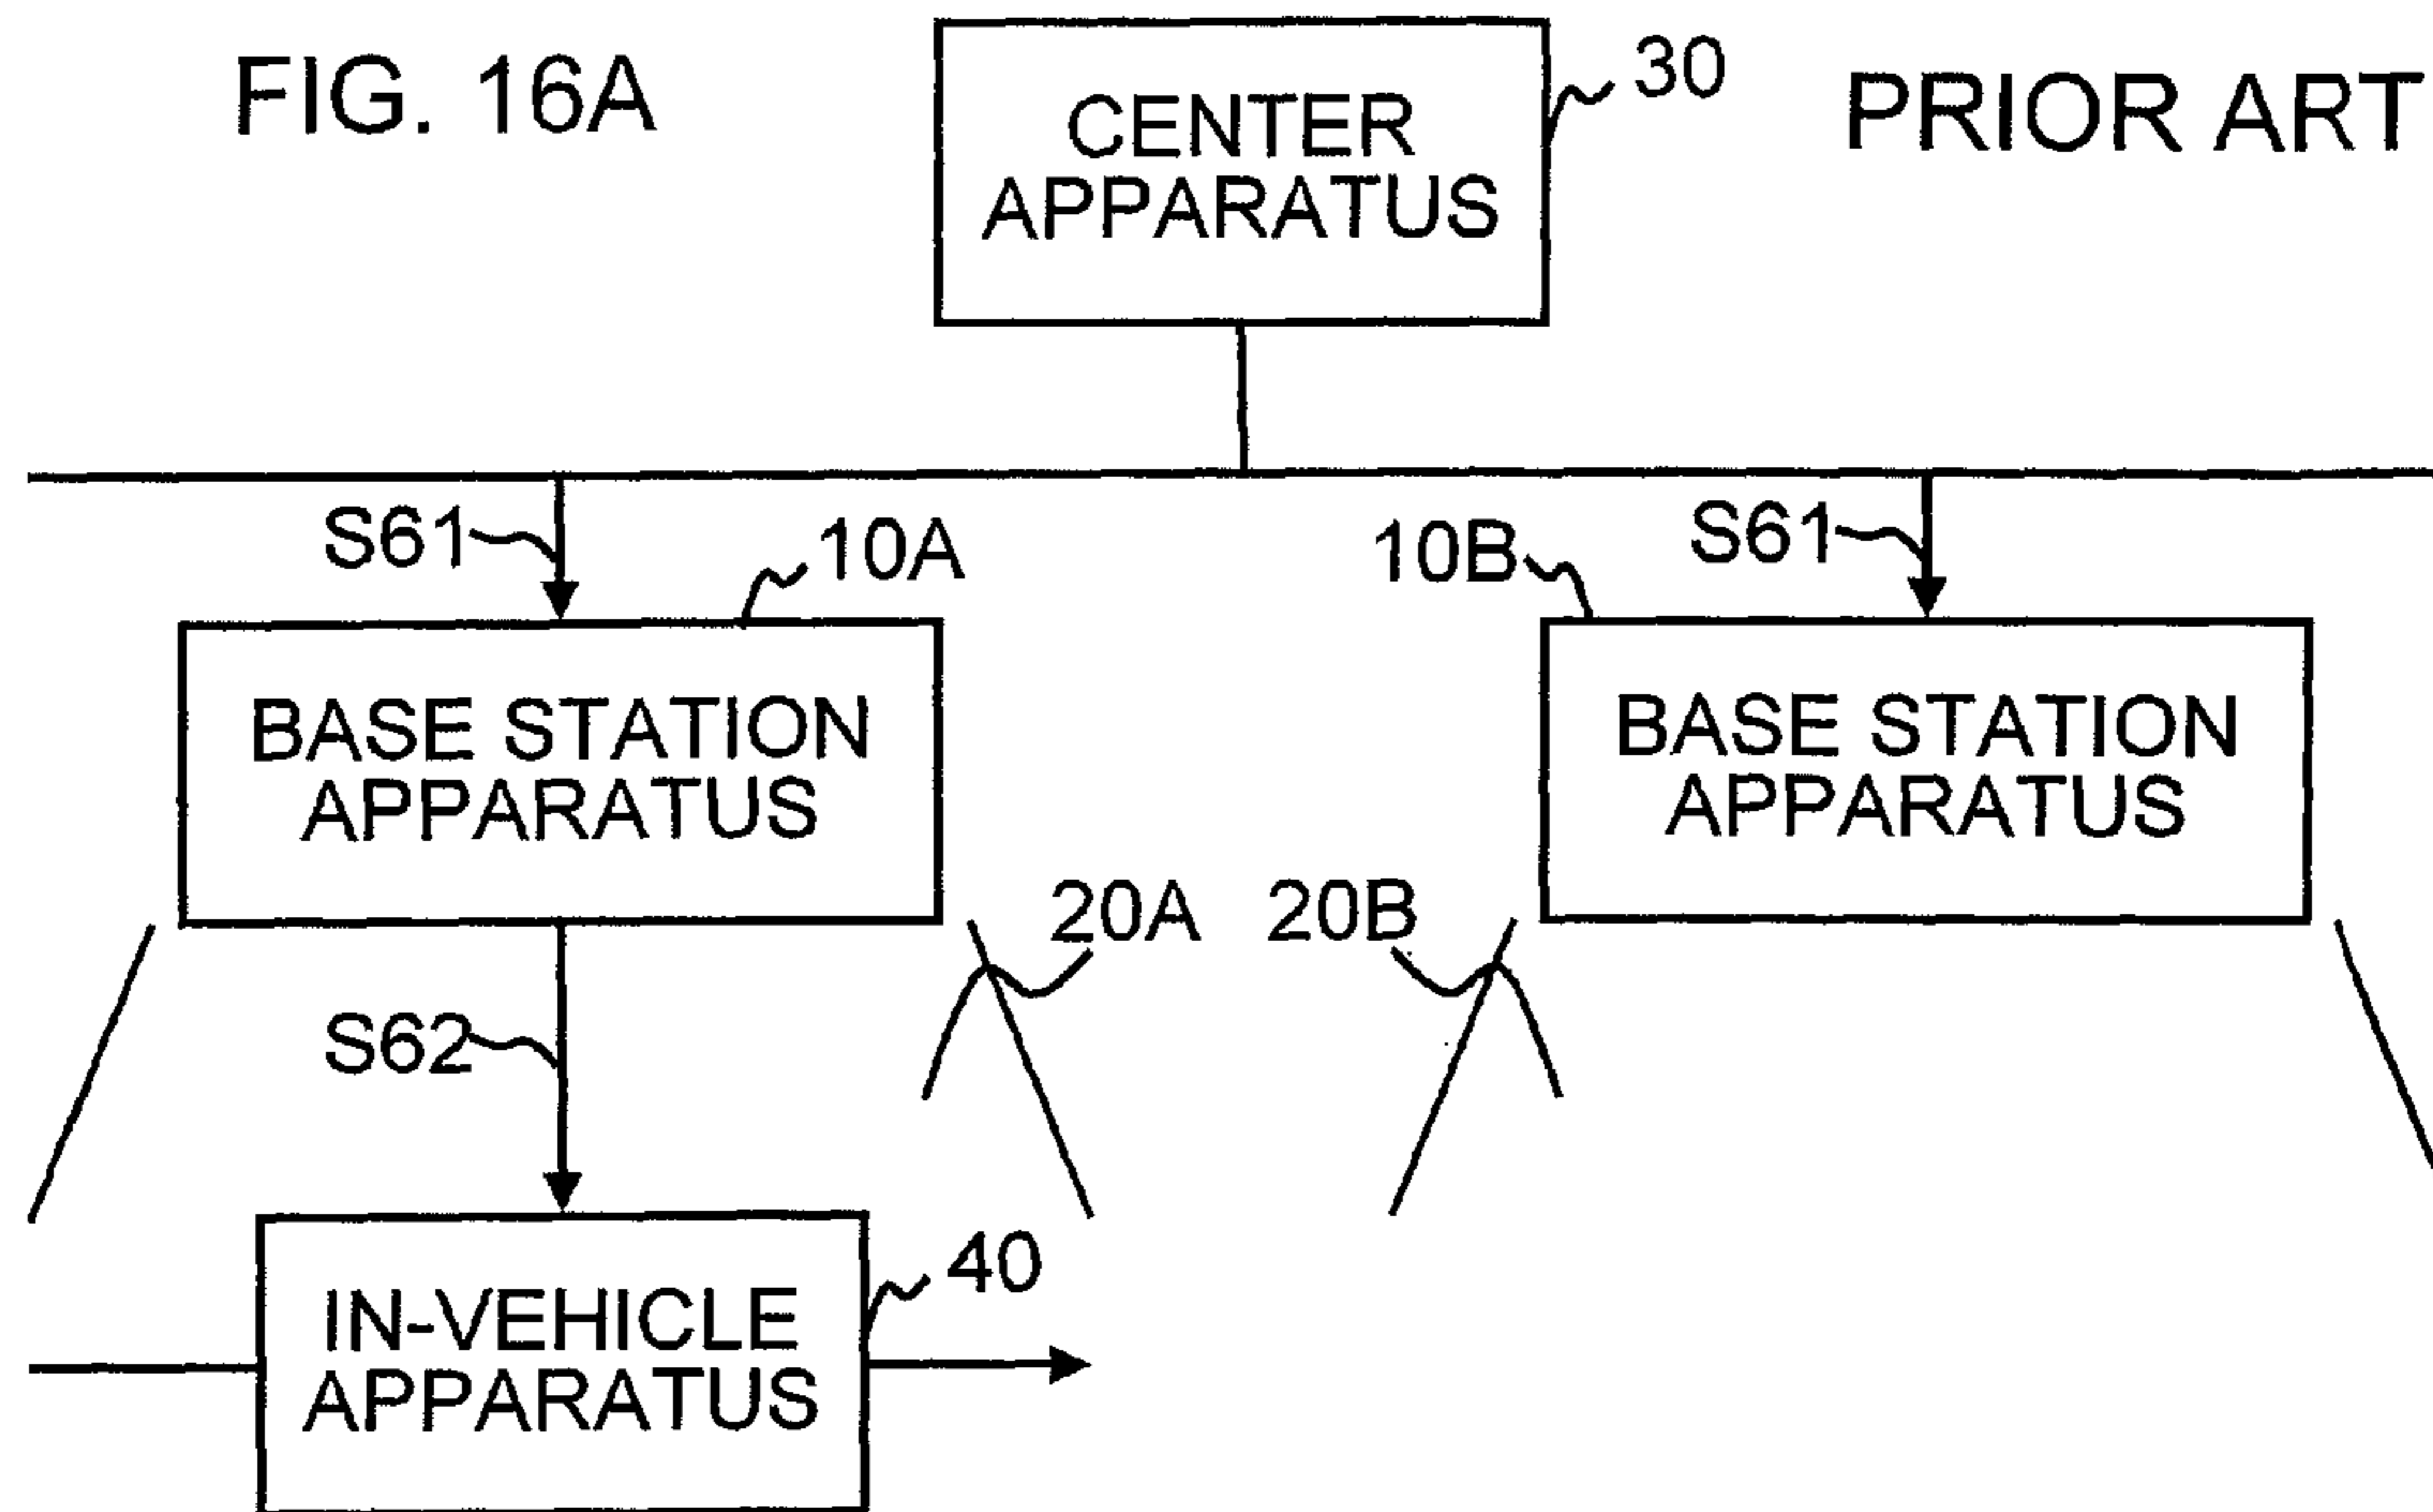 FIG. 16A
CENTER
APPARATUS
30
PRIOR ART
S61
10A
10B
S61
BASE STATION
APPARATUS
BASE STATION
APPARATUS
20A
20B
S62
40
IN-VEHICLE
APPARATUS